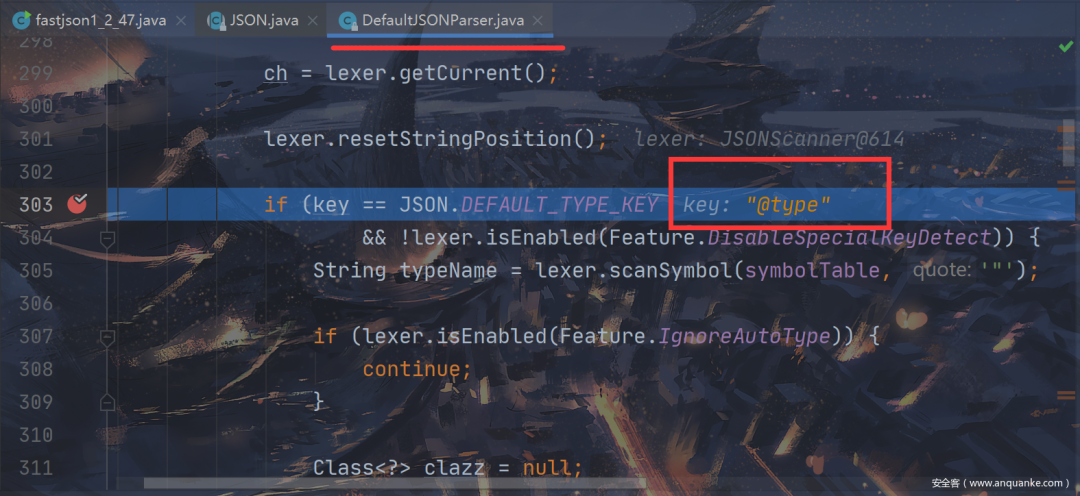 fastjson1_2_47.java JSON.java DefaultJSONParser.java
298
299 ch = lexer.getCurrent();
300
301 lexer.resetStringPosition(); lexer: JSONScanner@614
302
303 if (key == JSON.DEFAULT_TYPE_KEY key: "@type"
304 && !lexer.isEnabled(Feature.DisableSpecialKeyDetect)) {
305 String typeName = lexer.scanSymbol(symbolTable, quote: '"');
306
307 if (lexer.isEnabled(Feature.IgnoreAutoType)) {
308 continue;
309 }
310
311 Class<?> clazz = null;
安全客（www.anquanke.com）